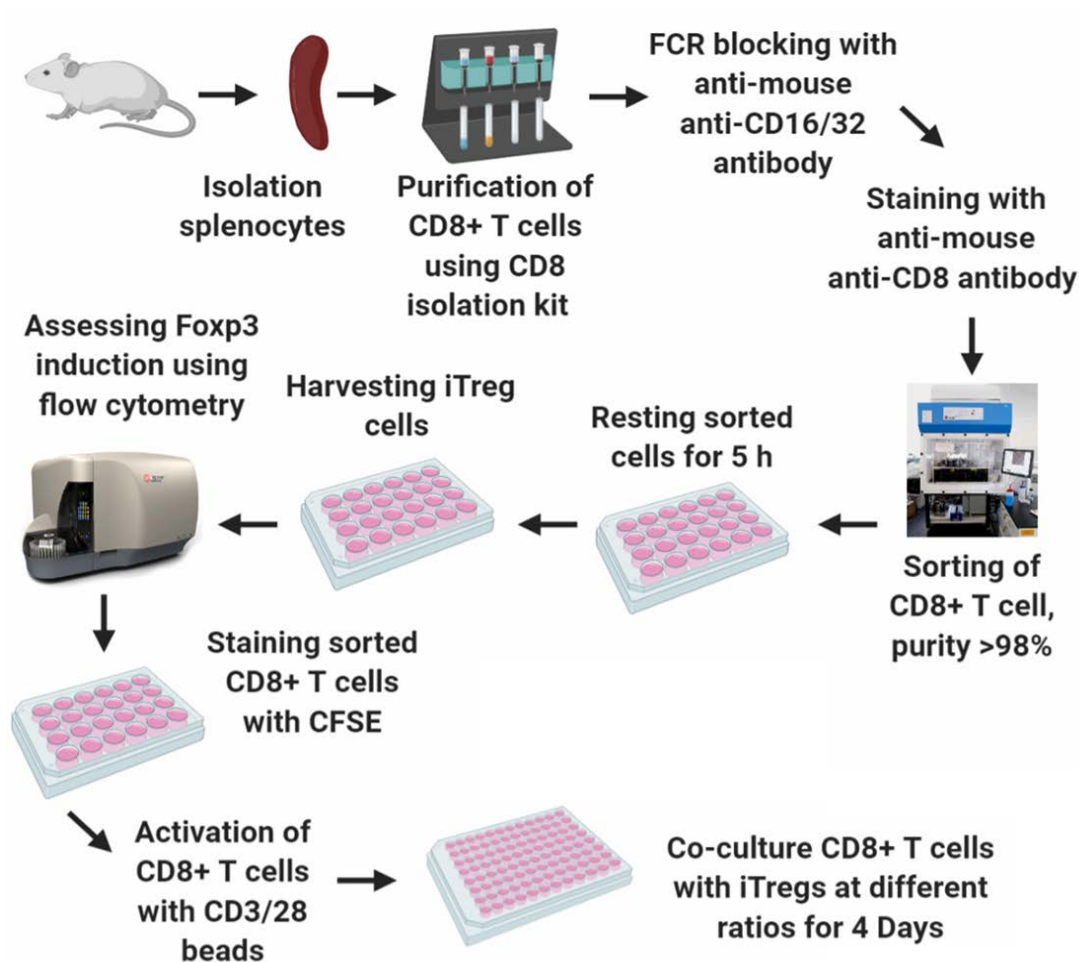 Isolation
splenocytes
Purification of
CD8+ T cells
using CD8
isolation kit
FCR blocking with
anti-mouse
anti-CD16/32
antibody
Staining with
anti-mouse
anti-CD8 antibody
Sorting of
CD8+ T cell,
purity >98%
Resting sorted
cells for 5 h
Harvesting iTreg
cells
Assessing Foxp3
induction using
flow cytometry
Staining sorted
CD8+ T cells
with CFSE
Activation of
CD8+ T cells
with CD3/28
beads
Co-culture CD8+ T cells
with iTregs at different
ratios for 4 Days